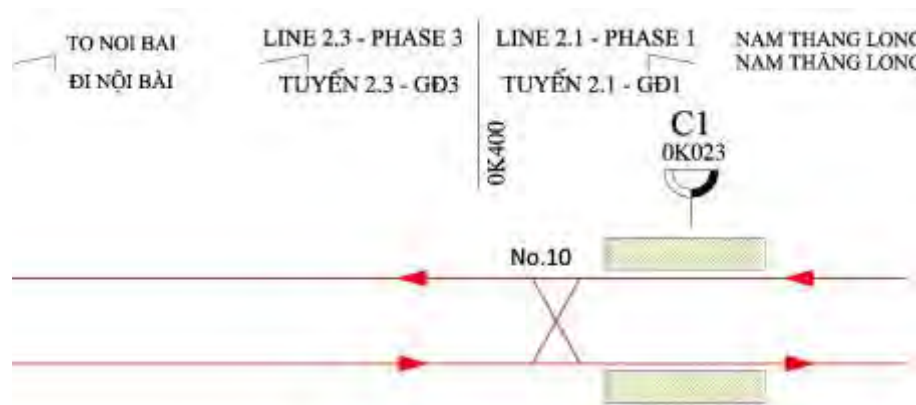 TO NOI BAI
ĐI NỘI BÀI
LINE 2.3 - PHASE 3
TUYẾN 2.3 - GĐ3
0K400
LINE 2.1 - PHASE 1
TUYẾN 2.1 - GĐ1
NAM THANG LONG
NAM THĂNG LONG
C1
0K023
No.10